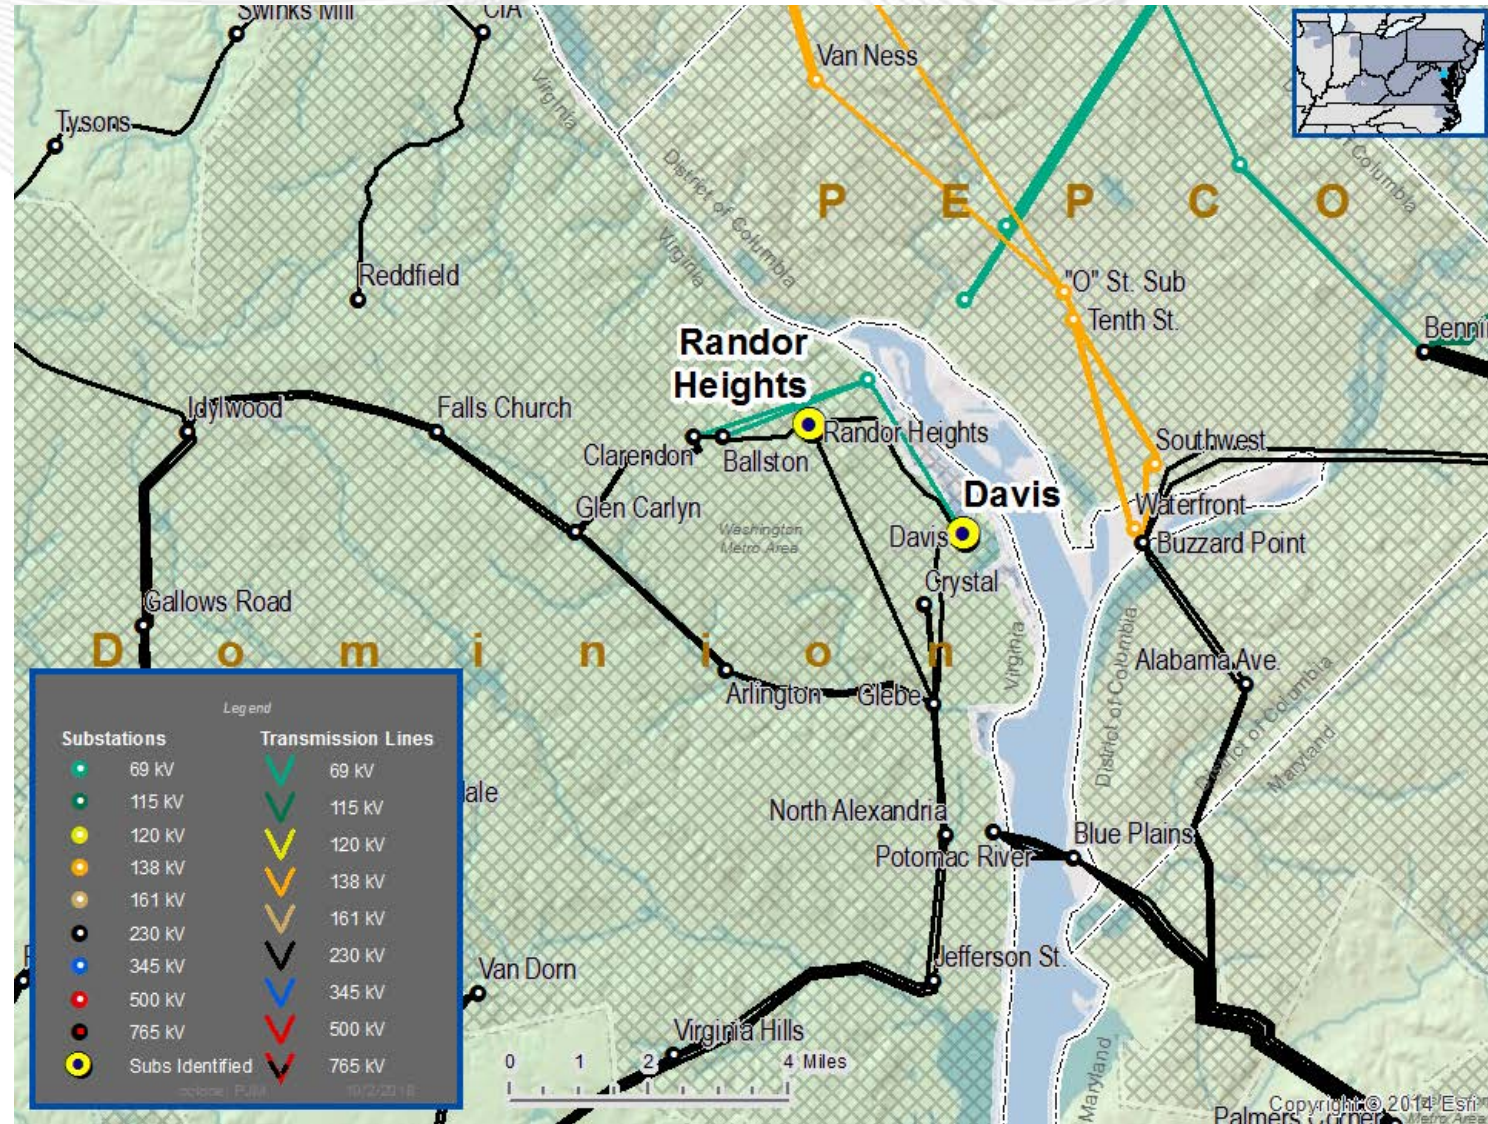 Swinks Mill
CIA
Van Ness
Tysons
Virginia
District of Columbia
Virginia
District of Columbia
P E P C O
Reddfield
"O" St. Sub
Tenth St.
Randor
Heights
Idylwood
Falls Church
Clarendon
Ballston
Randor Heights
Southwest
Glen Carlyn
Davis
Waterfront
Washington
Metro Area
Davis
Buzzard Point
Crystal
Gallows Road
D o m i n i o n
Virginia
District of Columbia
Alabama Ave.
Arlington
Glebe
District of Columbia
Maryland
North Alexandria
Potomac River
Blue Plains
Jefferson St.
Van Dorn
Virginia Hills
Maryland
Legend
Substations
Transmission Lines
69 kV
69 kV
115 kV
115 kV
120 kV
120 kV
138 kV
138 kV
161 kV
161 kV
230 kV
230 kV
345 kV
345 kV
500 kV
500 kV
765 kV
765 kV
Subs Identified
0 1 2 4 Miles
Copyright © 2014 Esri
Palmers Corner
Metro Area